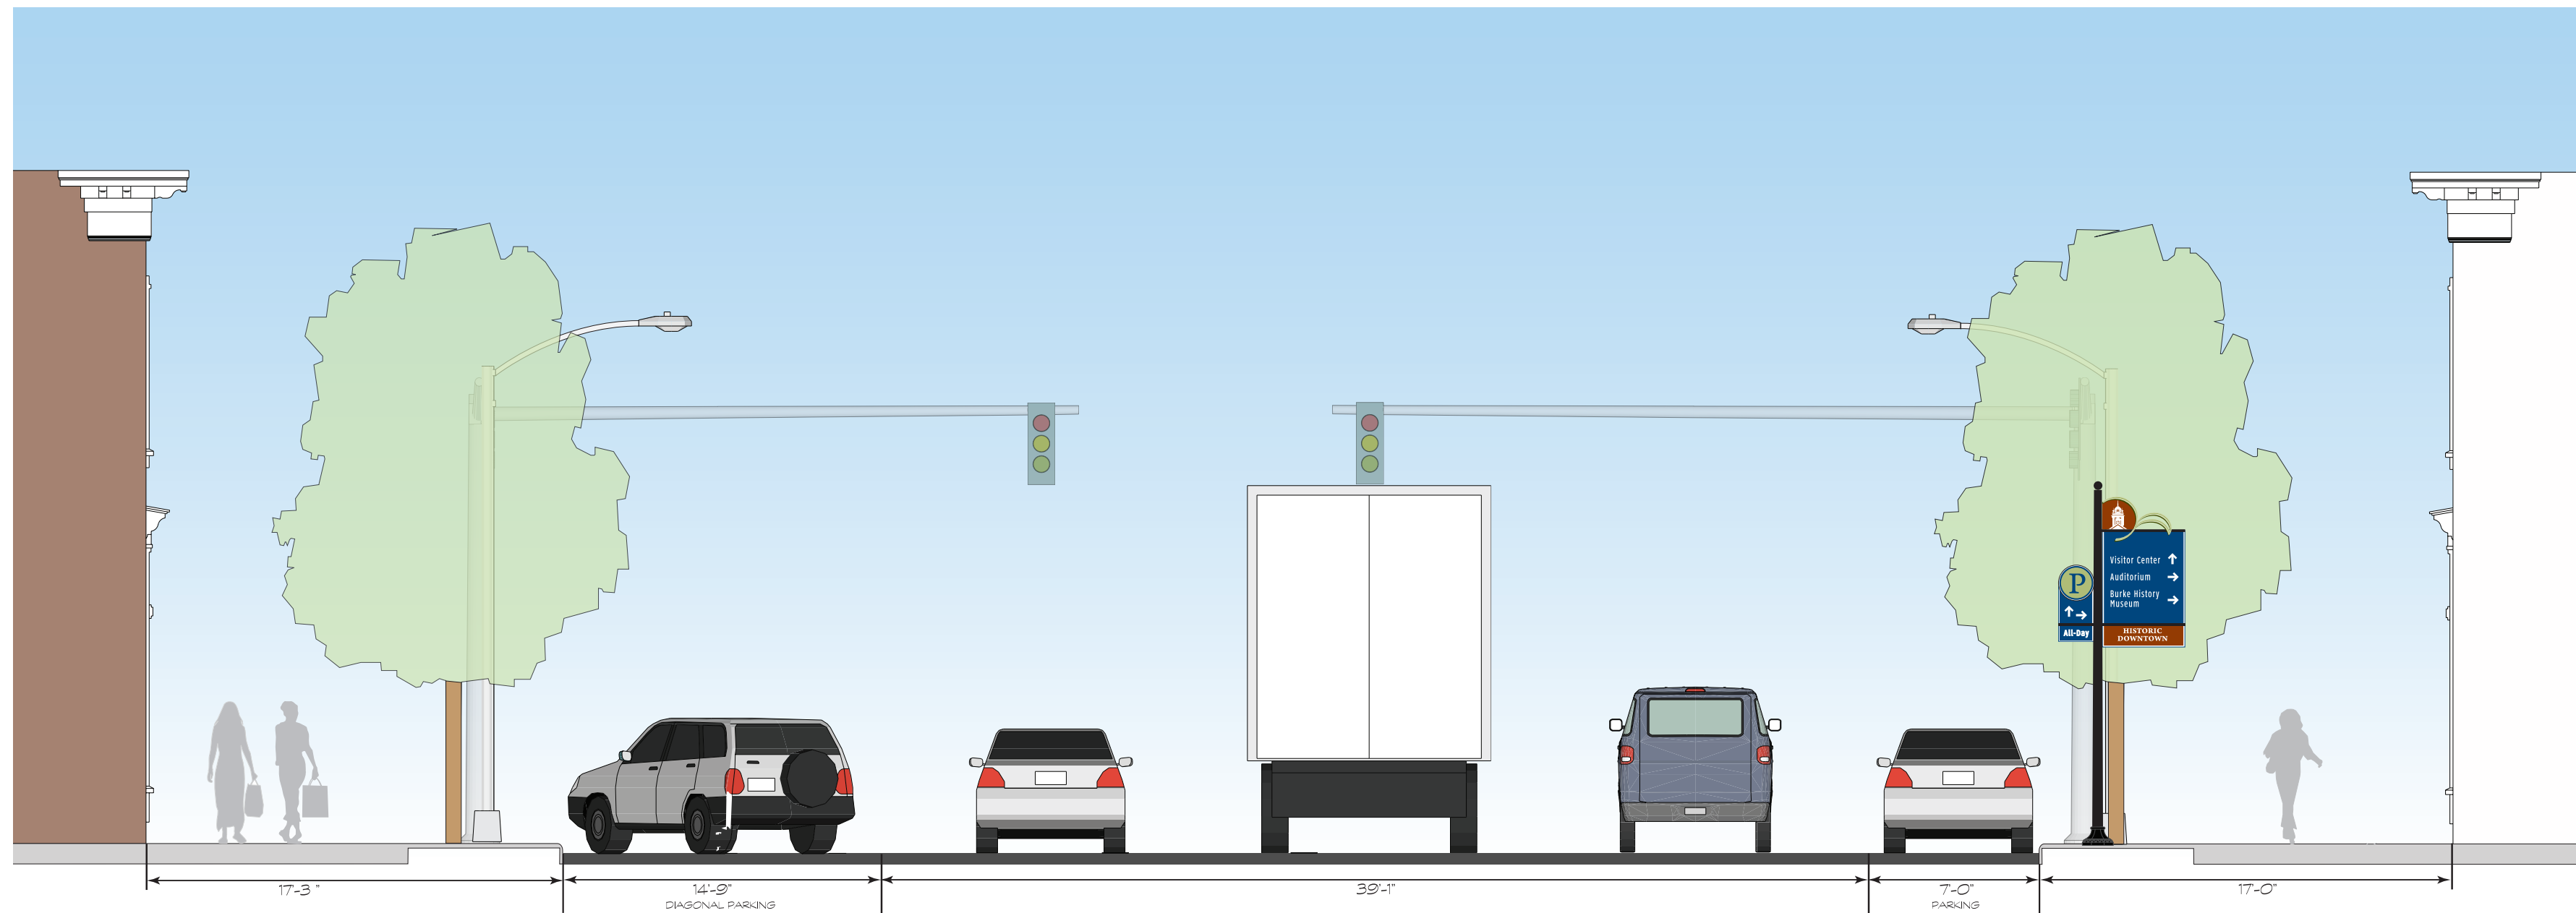 P
All-Day
Visitor Center
Auditorium
Burke History
Museum
HISTORIC
DOWNTOWN
17'-3"
14'-9"
39'-1"
7'-0"
17'-0"
DIAGONAL PARKING
PARKING